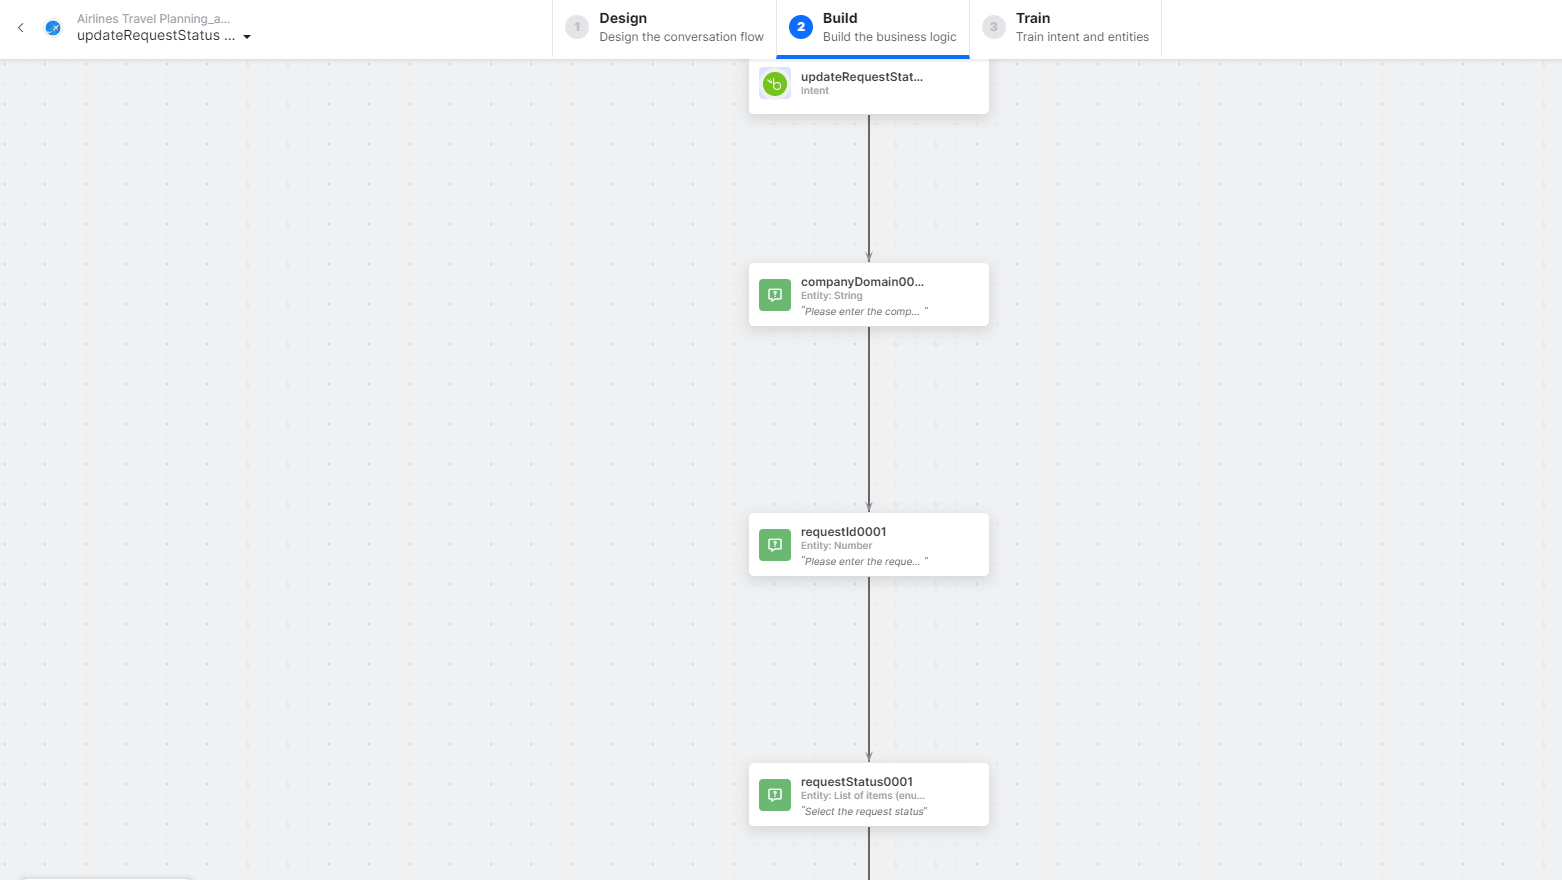 Airlines Travel Planning_a...
updateRequestStatus ...
1
Design
Design the conversation flow
2
Build
Build the business logic
3
Train
Train intent and entities
updateRequestStat...
Intent
companyDomain00...
Entity: String
"Please enter the comp... "
requestId0001
Entity: Number
"Please enter the reque... "
requestStatus0001
Entity: List of items (enu...
"Select the request status"